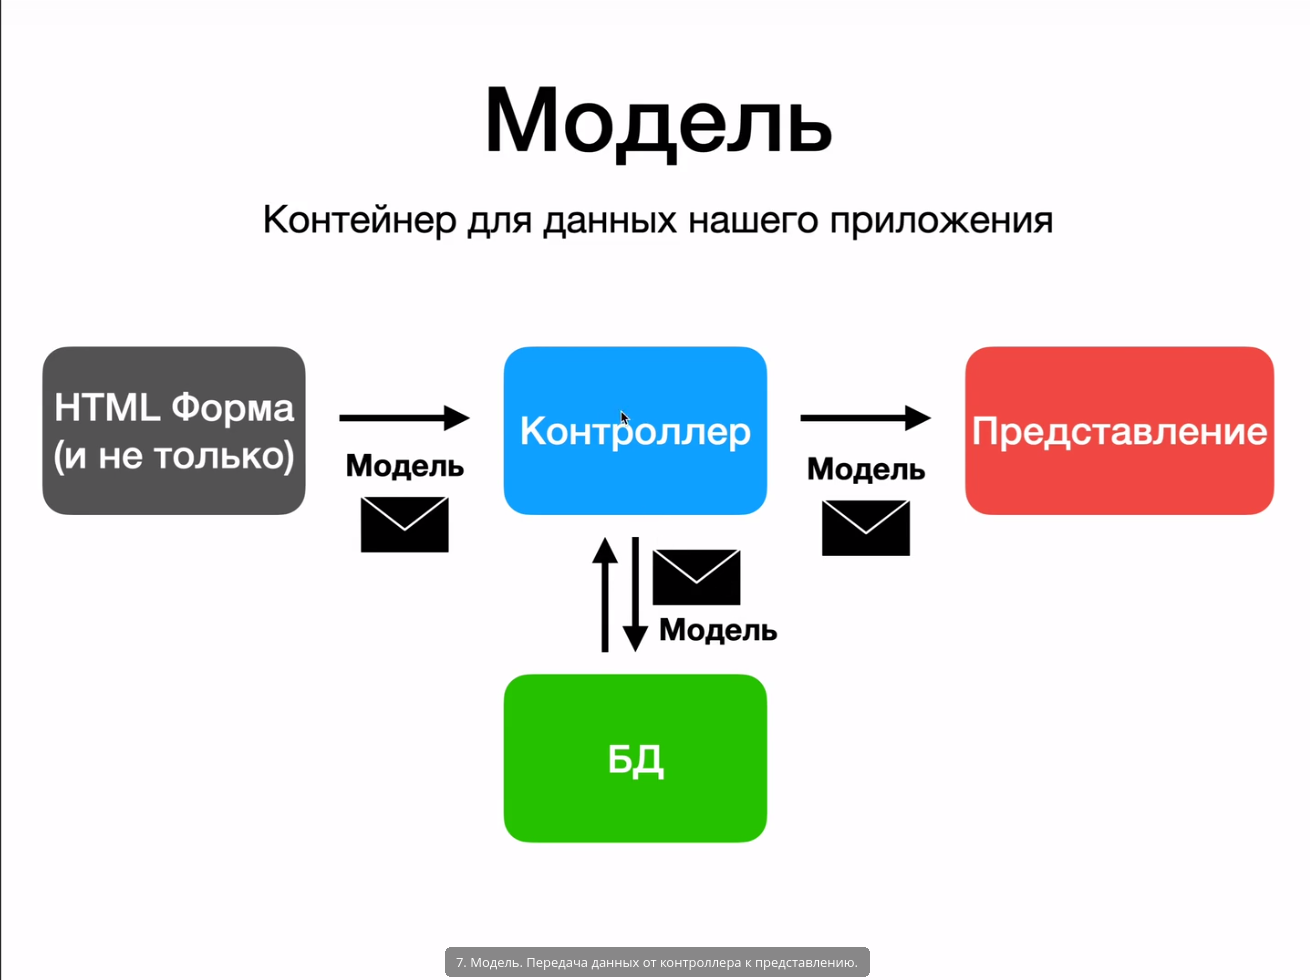 Модель
Контейнер для данных нашего приложения
HTML Форма
(и не только)
Модель
Контроллер
Модель
Представление
Модель
БД
7. Модель. Передача данных от контроллера к представлению.